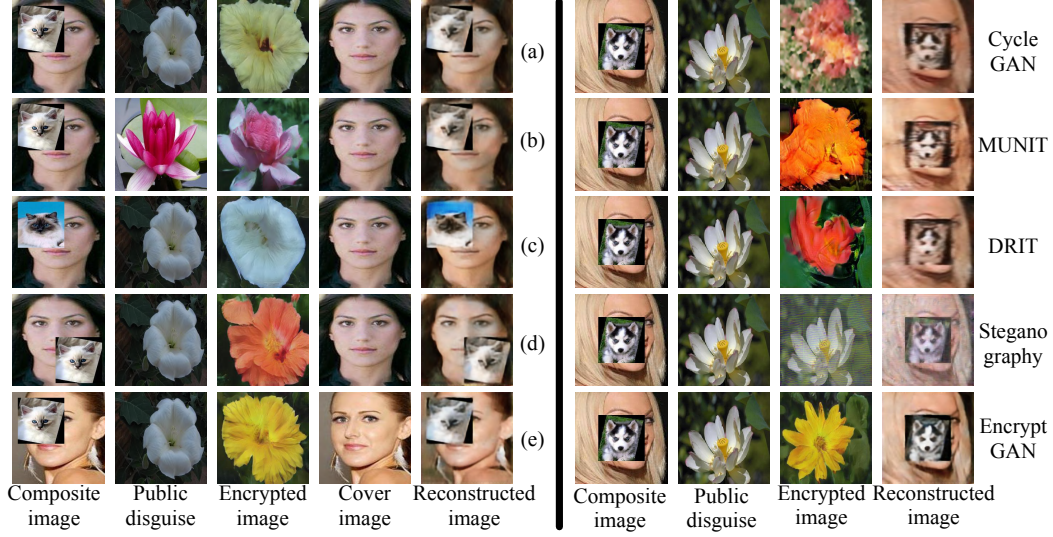 (a)
Cycle
GAN
(b)
MUNIT
(c)
DRIT
(d)
Stegano
graphy
(e)
Encrypt
GAN
Composite
image
Public
disguise
Encrypted
image
Cover
image
Reconstructed
image
Composite
image
Public
disguise
Encrypted
image
Reconstructed
image